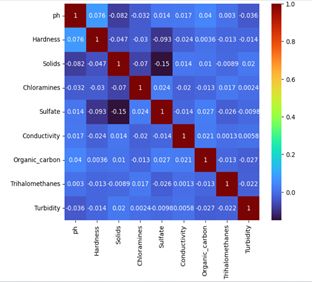 ph 1 0.076 -0.082 -0.032 0.014 0.017 0.04 0.003 -0.036
Hardness 0.076 1 -0.047 -0.03 -0.093 -0.024 0.0036 -0.013 -0.014
Solids -0.082 -0.047 1 -0.07 -0.15 0.014 0.01 -0.0089 0.02
Chloramines -0.032 -0.03 -0.07 1 0.024 -0.02 -0.013 0.017 0.0024
Sulfate 0.014 -0.093 -0.15 0.024 1 -0.014 0.027 -0.026 -0.0098
Conductivity 0.017 -0.024 0.014 -0.02 -0.014 1 0.021 0.0013 0.0058
Organic_carbon 0.04 0.0036 0.01 -0.013 0.027 0.021 1 -0.013 -0.027
Trihalomethanes 0.003 -0.013 -0.0089 0.017 -0.026 0.0013 -0.013 1 -0.022
Turbidity -0.036 -0.014 0.02 0.0024 -0.0098 0.0058 -0.027 -0.022 1
ph Hardness Solids Chloramines Sulfate Conductivity Organic_carbon Trihalomethanes Turbidity
1.0
0.8
0.6
0.4
0.2
0.0